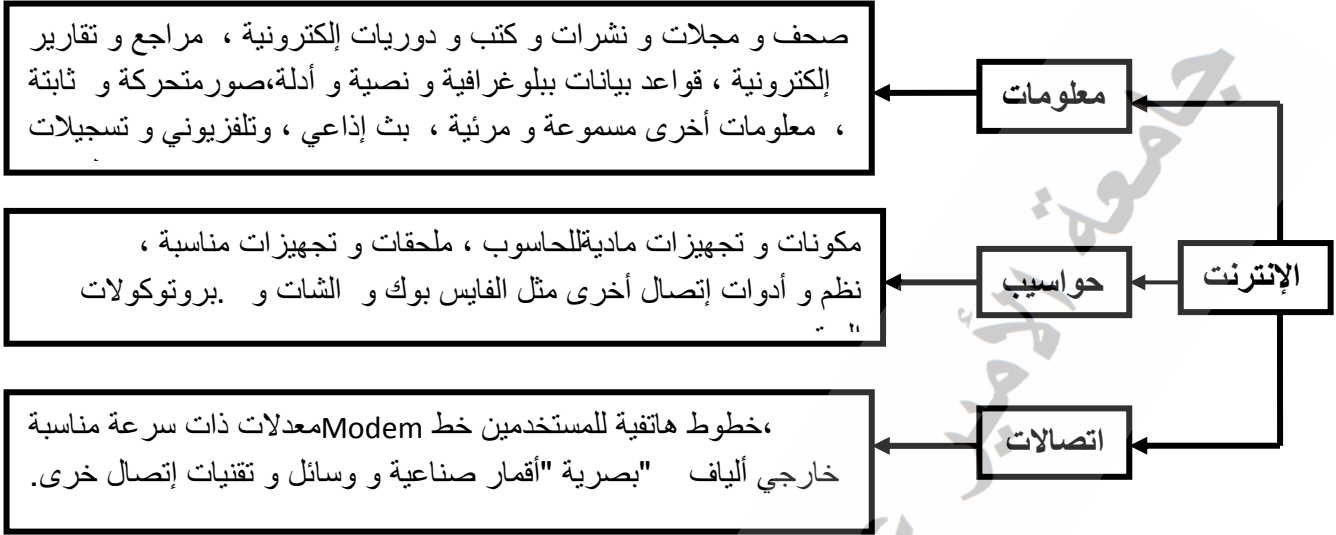 الإنترنت
معلومات
صحف و مجلات و نشرات و كتب و دوريات إلكترونية ، مراجع و تقارير
إلكترونية ، قواعد بيانات ببلوغرافية و نصية و أدلة،صورمتحركة و ثابتة
، معلومات أخرى مسموعة و مرئية ، بث إذاعي ، وتلفزيوني و تسجيلات
حواسيب
مكونات و تجهيزات ماديةللحاسوب ، ملحقات و تجهيزات مناسبة ،
نظم و أدوات إتصال أخرى مثل الفايس بوك و الشات و .بروتوكولات
اتصالات
،خطوط هاتفية للمستخدمين خط Modemمعدلات ذات سرعة مناسبة
خارجي ألياف "بصرية "أقمار صناعية و وسائل و تقنيات إتصال خرى.
جامعة الأمير